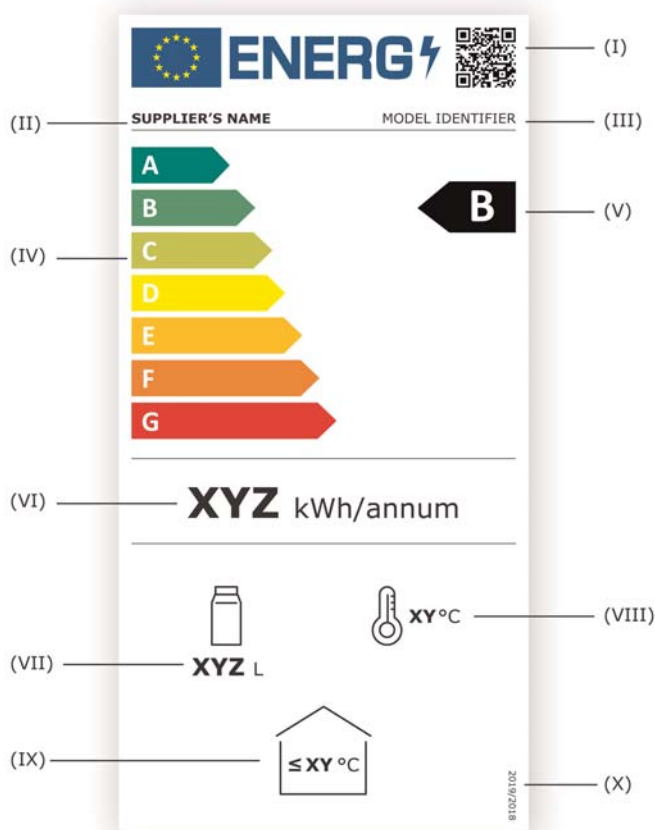 ENERG
(I)
(II)
SUPPLIER'S NAME
MODEL IDENTIFIER
(III)
A
B
B
(V)
(IV)
C
D
E
F
G
(VI)
XYZ kWh/annum
XY°C
(VIII)
(VII)
XYZ L
(IX)
≤ XY °C
2019/2018
(X)